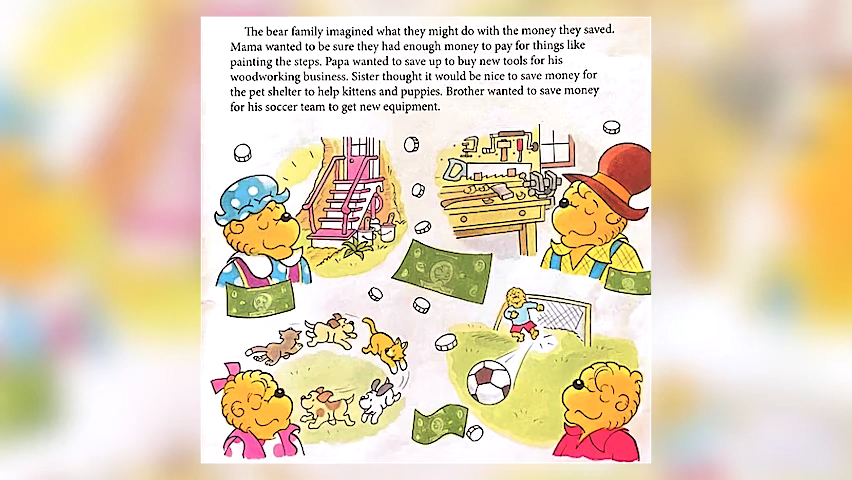 The bear family imagined what they might do with the money they saved.
Mama wanted to be sure they had enough money to pay for things like
painting the steps. Papa wanted to save up to buy new tools for his
woodworking business. Sister thought it would be nice to save money for
the pet shelter to help kittens and puppies. Brother wanted to save money
for his soccer team to get new equipment.